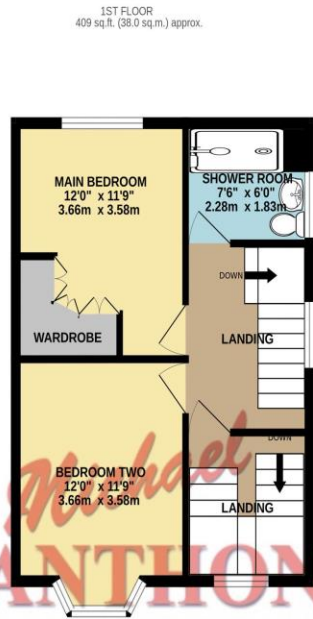 1ST FLOOR
409 sq.ft. (38.0 sq.m.) approx.
MAIN BEDROOM
12'0" x 11'9"
3.66m x 3.58m
SHOWER ROOM
7'6" x 6'0"
2.28m x 1.83m
DOWN
LANDING
WARDROBE
BEDROOM TWO
12'0" x 11'9"
3.66m x 3.58m
DOWN
LANDING
Michael
ANTHON